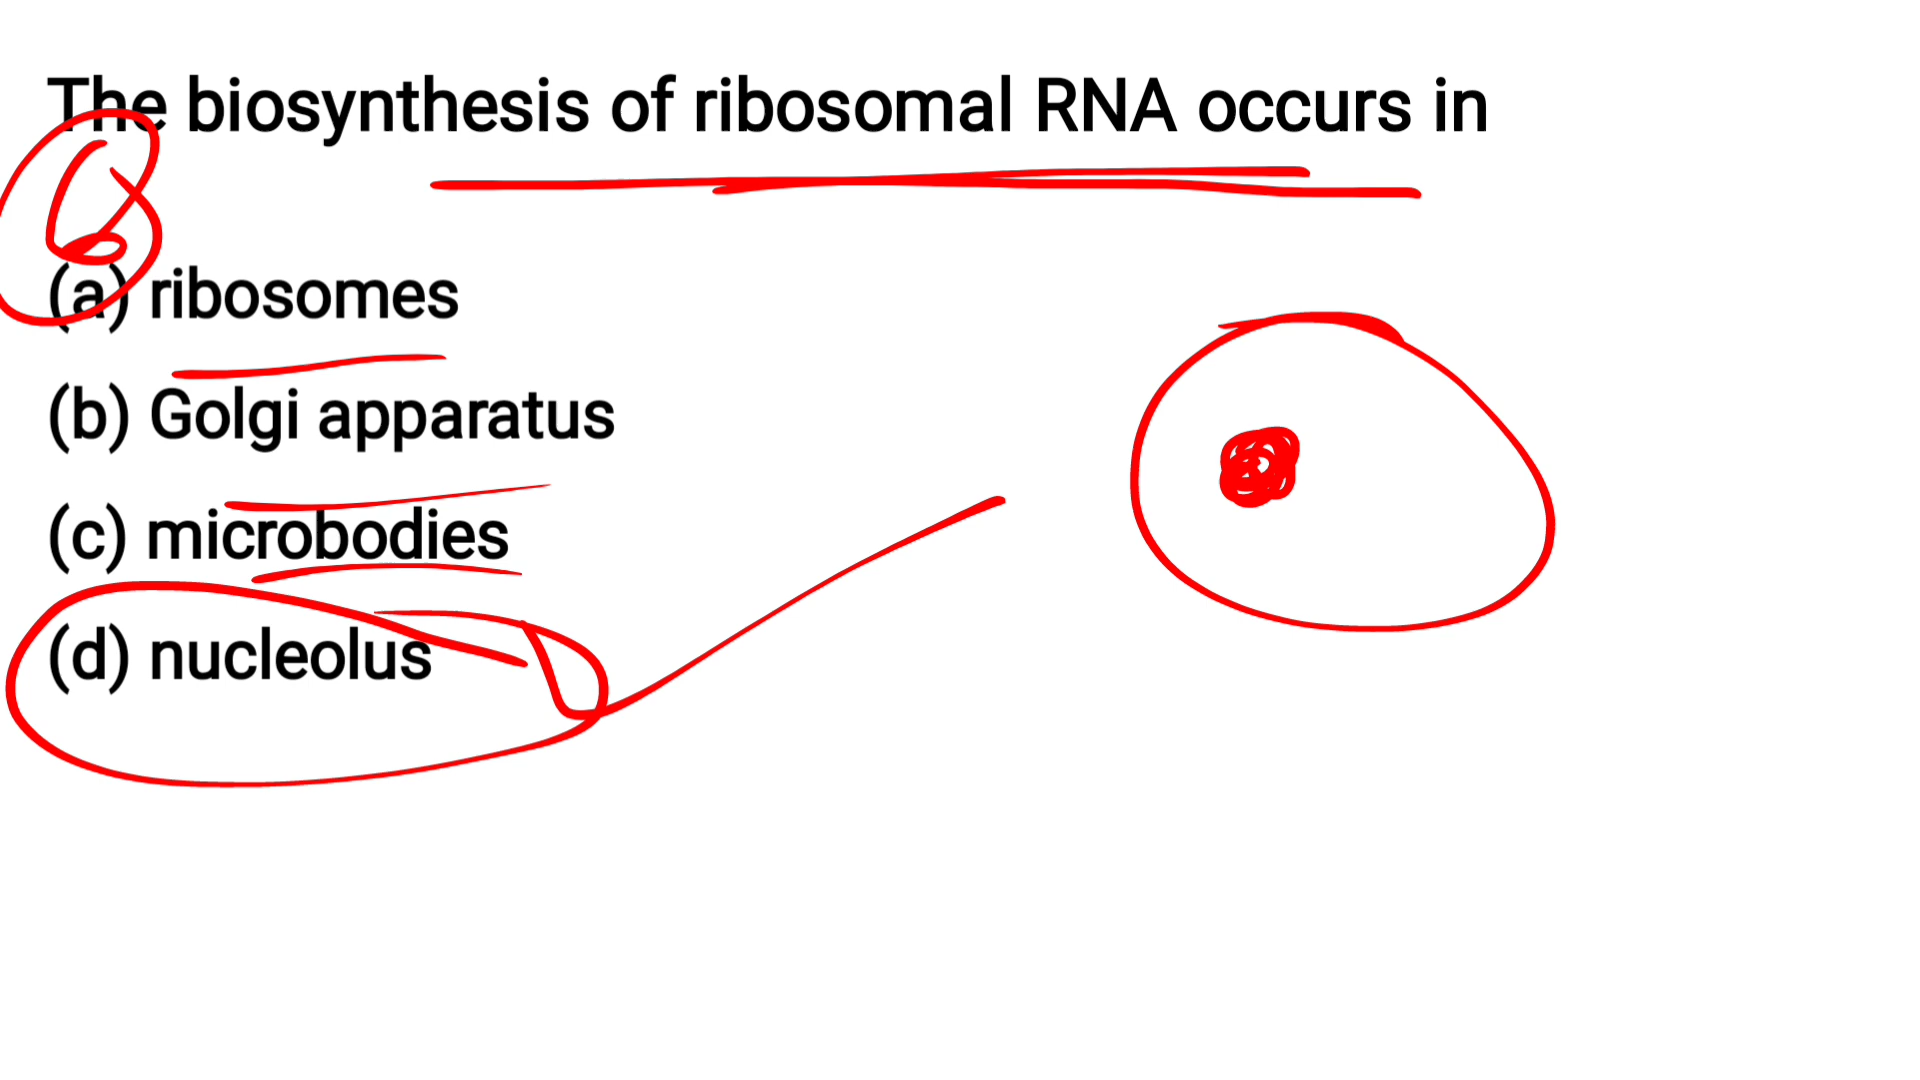 The biosynthesis of ribosomal RNA occurs in
(a) ribosomes
(b) Golgi apparatus
(c) microbodies
(d) nucleolus